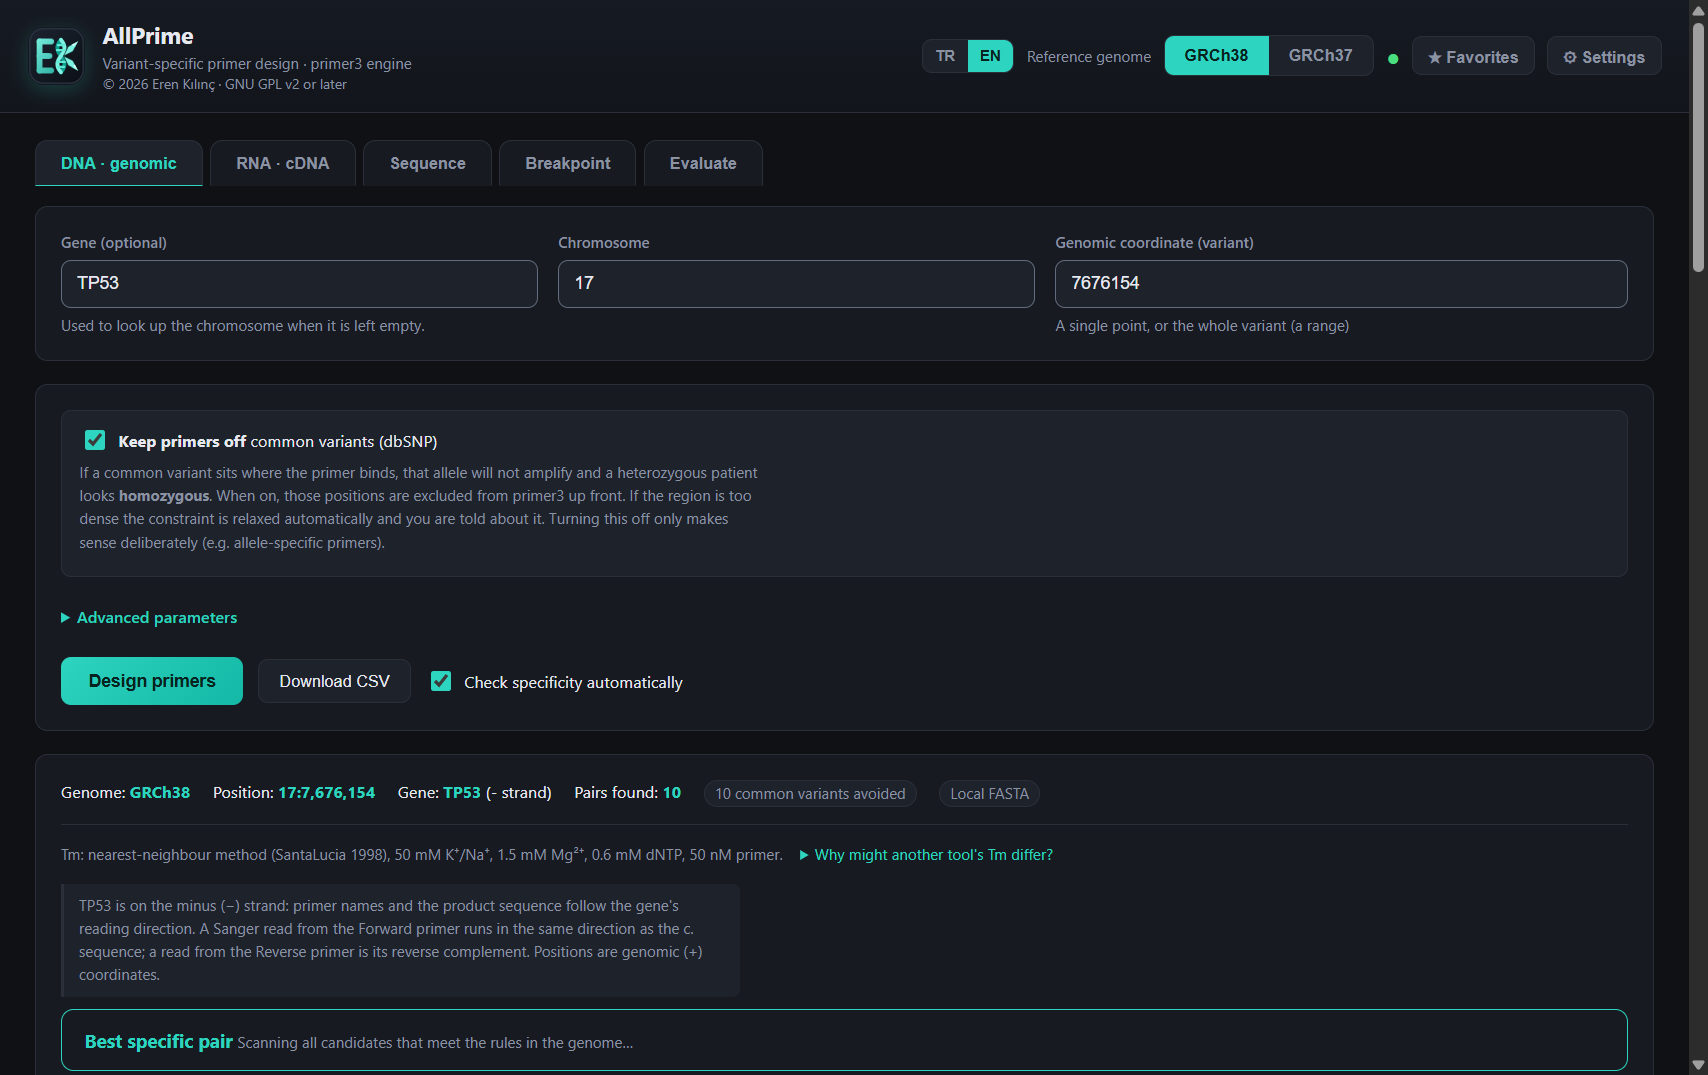 EK
AllPrime
Variant-specific primer design · primer3 engine
© 2026 Eren Kılınç · GNU GPL v2 or later
TR EN Reference genome GRCh38 GRCh37 ★ Favorites ⚙ Settings
DNA · genomic RNA · cDNA Sequence Breakpoint Evaluate
Gene (optional) Chromosome Genomic coordinate (variant)
TP53 17 7676154
Used to look up the chromosome when it is left empty. A single point, or the whole variant (a range)
Keep primers off common variants (dbSNP)
If a common variant sits where the primer binds, that allele will not amplify and a heterozygous patient
looks homozygous. When on, those positions are excluded from primer3 up front. If the region is too
dense the constraint is relaxed automatically and you are told about it. Turning this off only makes
sense deliberately (e.g. allele-specific primers).
▶ Advanced parameters
Design primers Download CSV Check specificity automatically
Genome: GRCh38 Position: 17:7,676,154 Gene: TP53 (- strand) Pairs found: 10 10 common variants avoided Local FASTA
Tm: nearest-neighbour method (SantaLucia 1998), 50 mM K⁺/Na⁺, 1.5 mM Mg²⁺, 0.6 mM dNTP, 50 nM primer. ▶ Why might another tool's Tm differ?
TP53 is on the minus (−) strand: primer names and the product sequence follow the gene's
reading direction. A Sanger read from the Forward primer runs in the same direction as the c.
sequence; a read from the Reverse primer is its reverse complement. Positions are genomic (+)
coordinates.
Best specific pair Scanning all candidates that meet the rules in the genome...